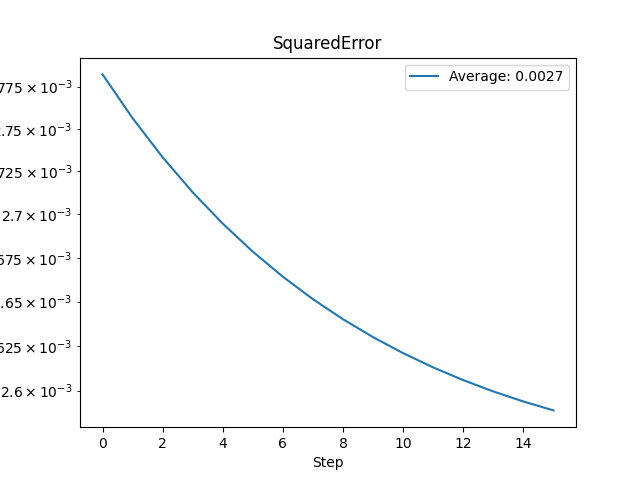 SquaredError
Average: 0.0027
775 × 10⁻³
.75 × 10⁻³
725 × 10⁻³
2.7 × 10⁻³
675 × 10⁻³
.65 × 10⁻³
625 × 10⁻³
2.6 × 10⁻³
0 2 4 6 8 10 12 14
Step